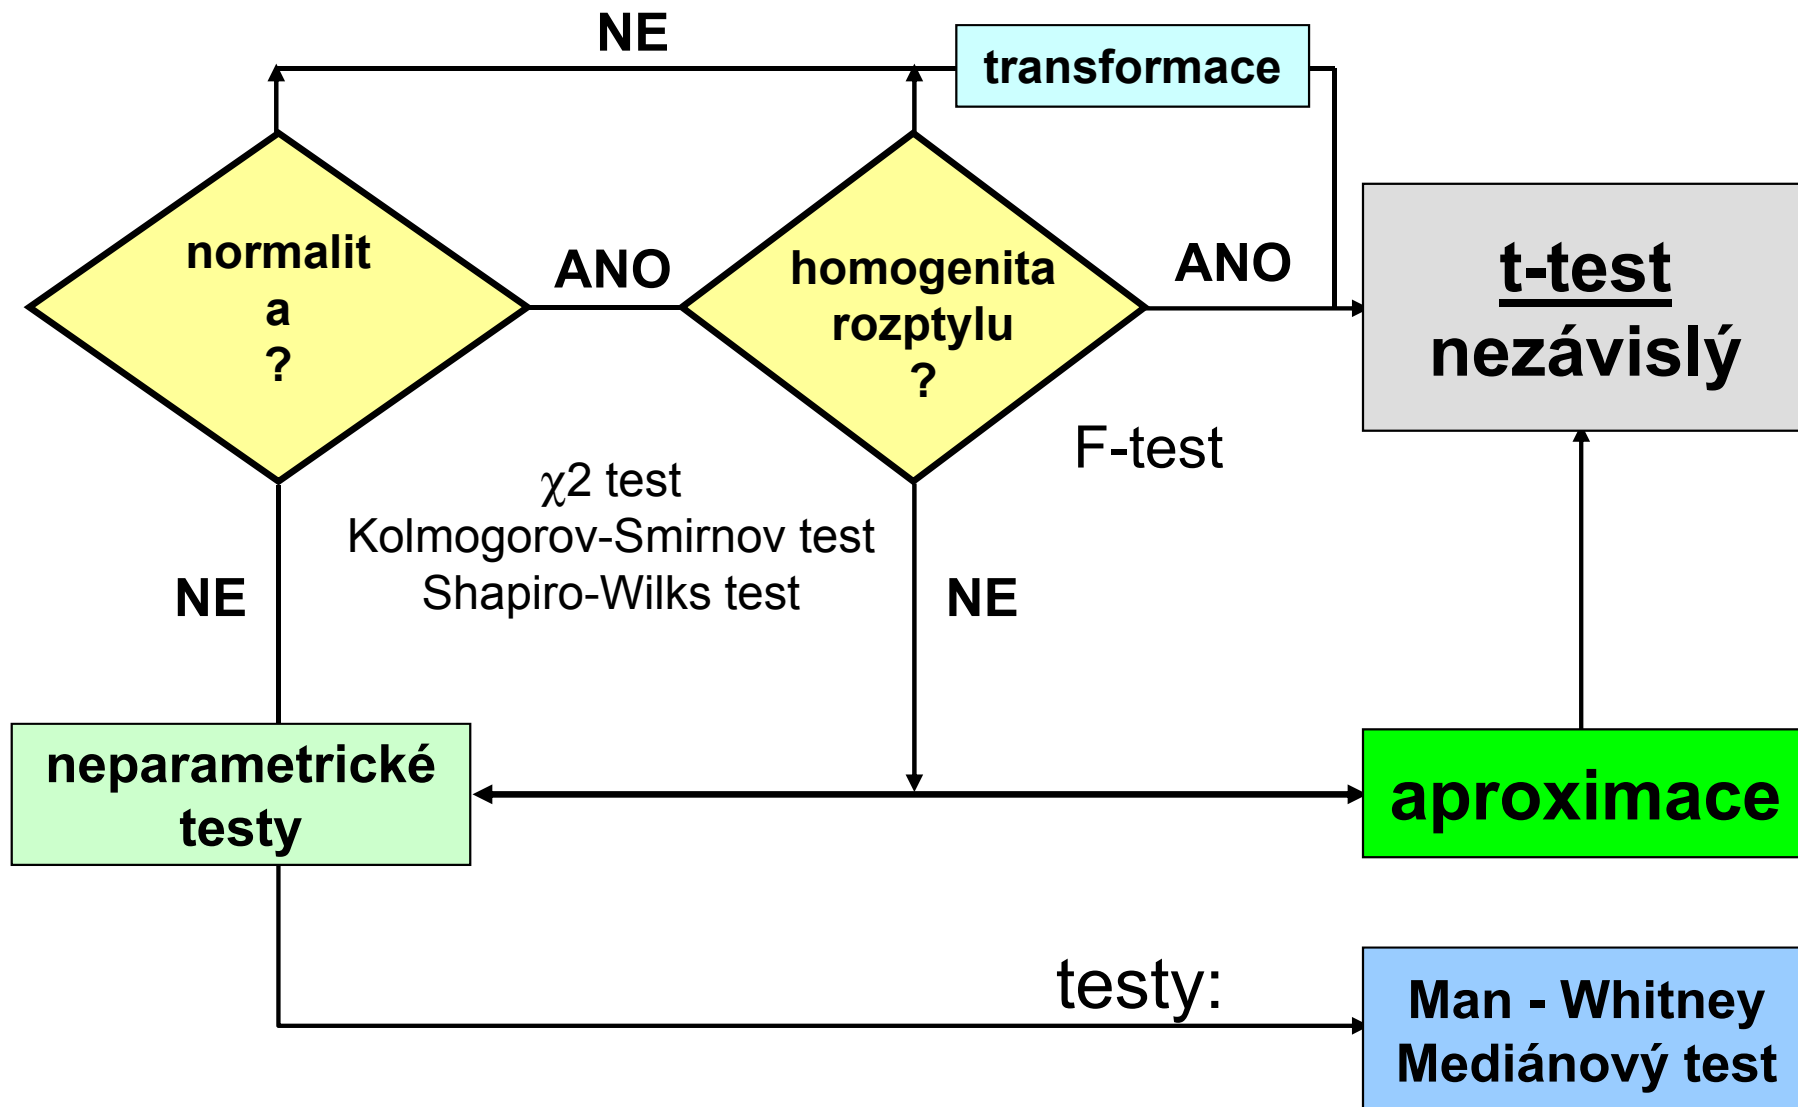 NE
transformace
normalit
a
?
ANO
homogenita
rozptylu
?
ANO
t-test
nezávislý
F-test
χ2 test
Kolmogorov-Smirnov test
Shapiro-Wilks test
NE
NE
neparametrické
testy
aproximace
testy:
Man - Whitney
Mediánový test